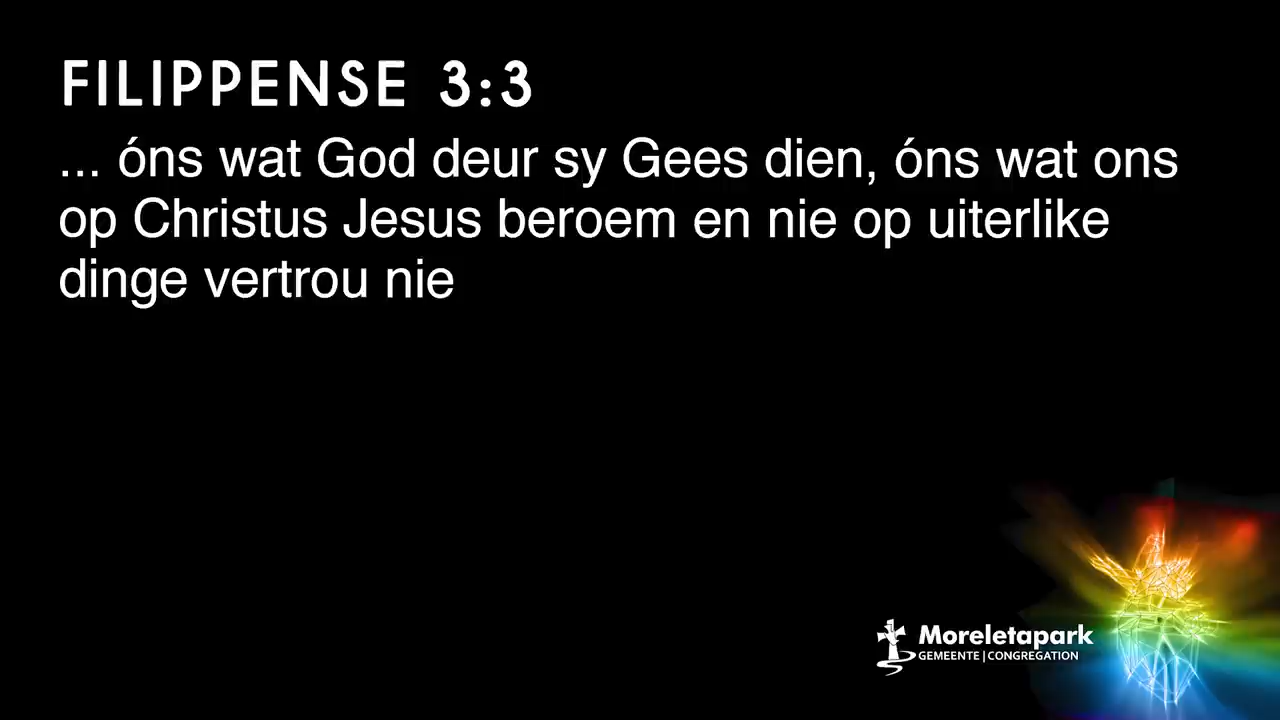 FILIPPENSE 3:3
... óns wat God deur sy Gees dien, óns wat ons
op Christus Jesus beroem en nie op uiterlike
dinge vertrou nie
Moreletapark
GEMEENTE | CONGREGATION